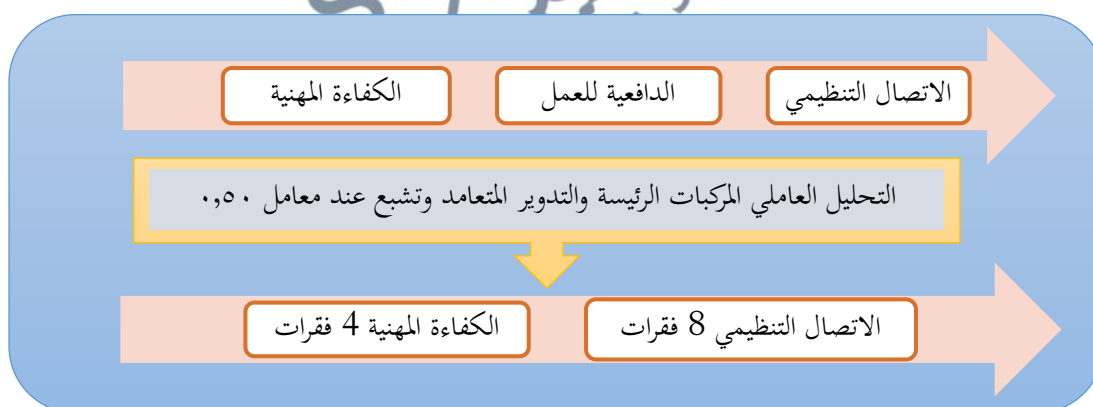 الاتصال التنظيمي
الدافعية للعمل
الكفاءة المهنية
التحليل العاملي المركبات الرئيسة والتدوير المتعامد وتشبع عند معامل ٠,٥٠
الاتصال التنظيمي 8 فقرات
الكفاءة المهنية 4 فقرات